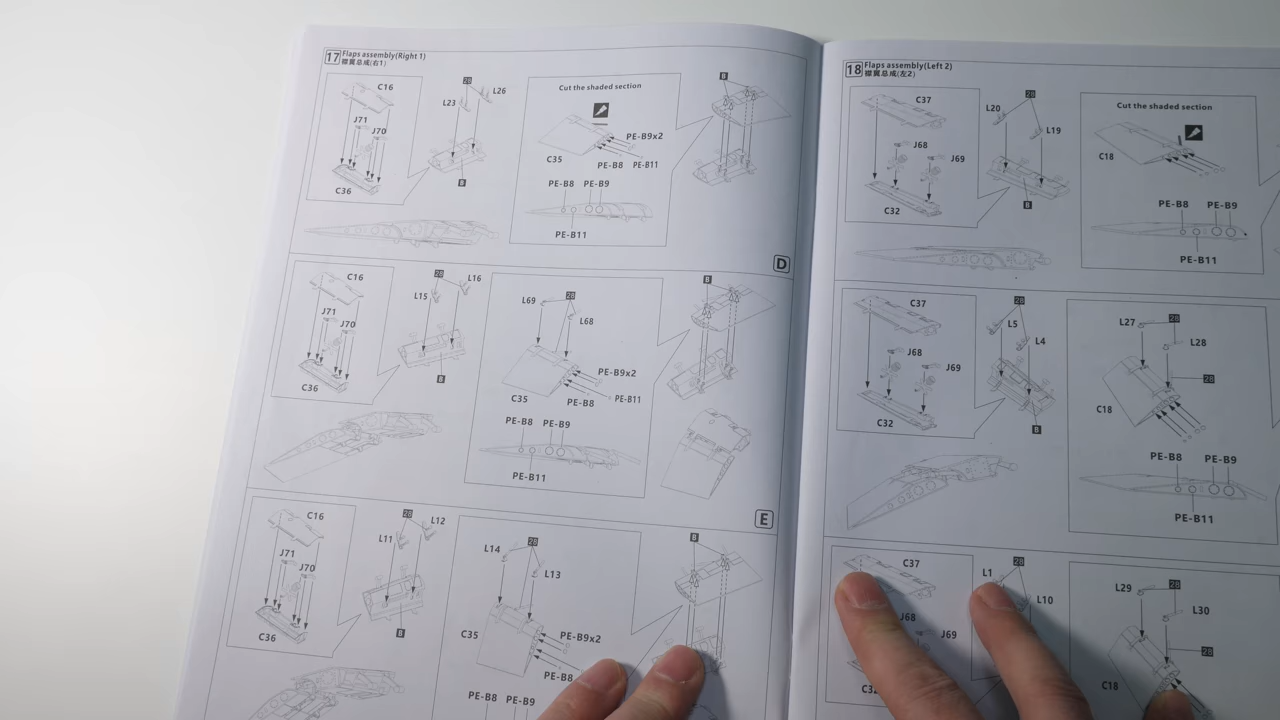 17 Flaps assembly(Right 1)
襟翼总成(右1)
C16
J71
J70
C36
28
L23
L26
B
Cut the shaded section
C35
PE-B9x2
PE-B8
PE-B11
PE-B8
PE-B9
PE-B11
B
D
C16
J71
J70
C36
28
L15
L16
B
L69
28
L68
C35
PE-B9x2
PE-B8
PE-B11
PE-B8
PE-B9
PE-B11
B
E
C16
J71
J70
C36
28
L11
L12
B
L14
28
L13
C35
PE-B9x2
PE-B8
PE-B8
PE-B9
B
18 Flaps assembly(Left 2)
襟翼总成(左2)
C37
J68
J69
C32
28
L20
L19
B
Cut the shaded section
C18
PE-B8
PE-B9
PE-B11
C37
J68
J69
C32
28
L5
L4
B
L27
28
L28
28
C18
PE-B8
PE-B9
PE-B11
C37
J68
J69
28
L10
L29
28
L30
28
C18